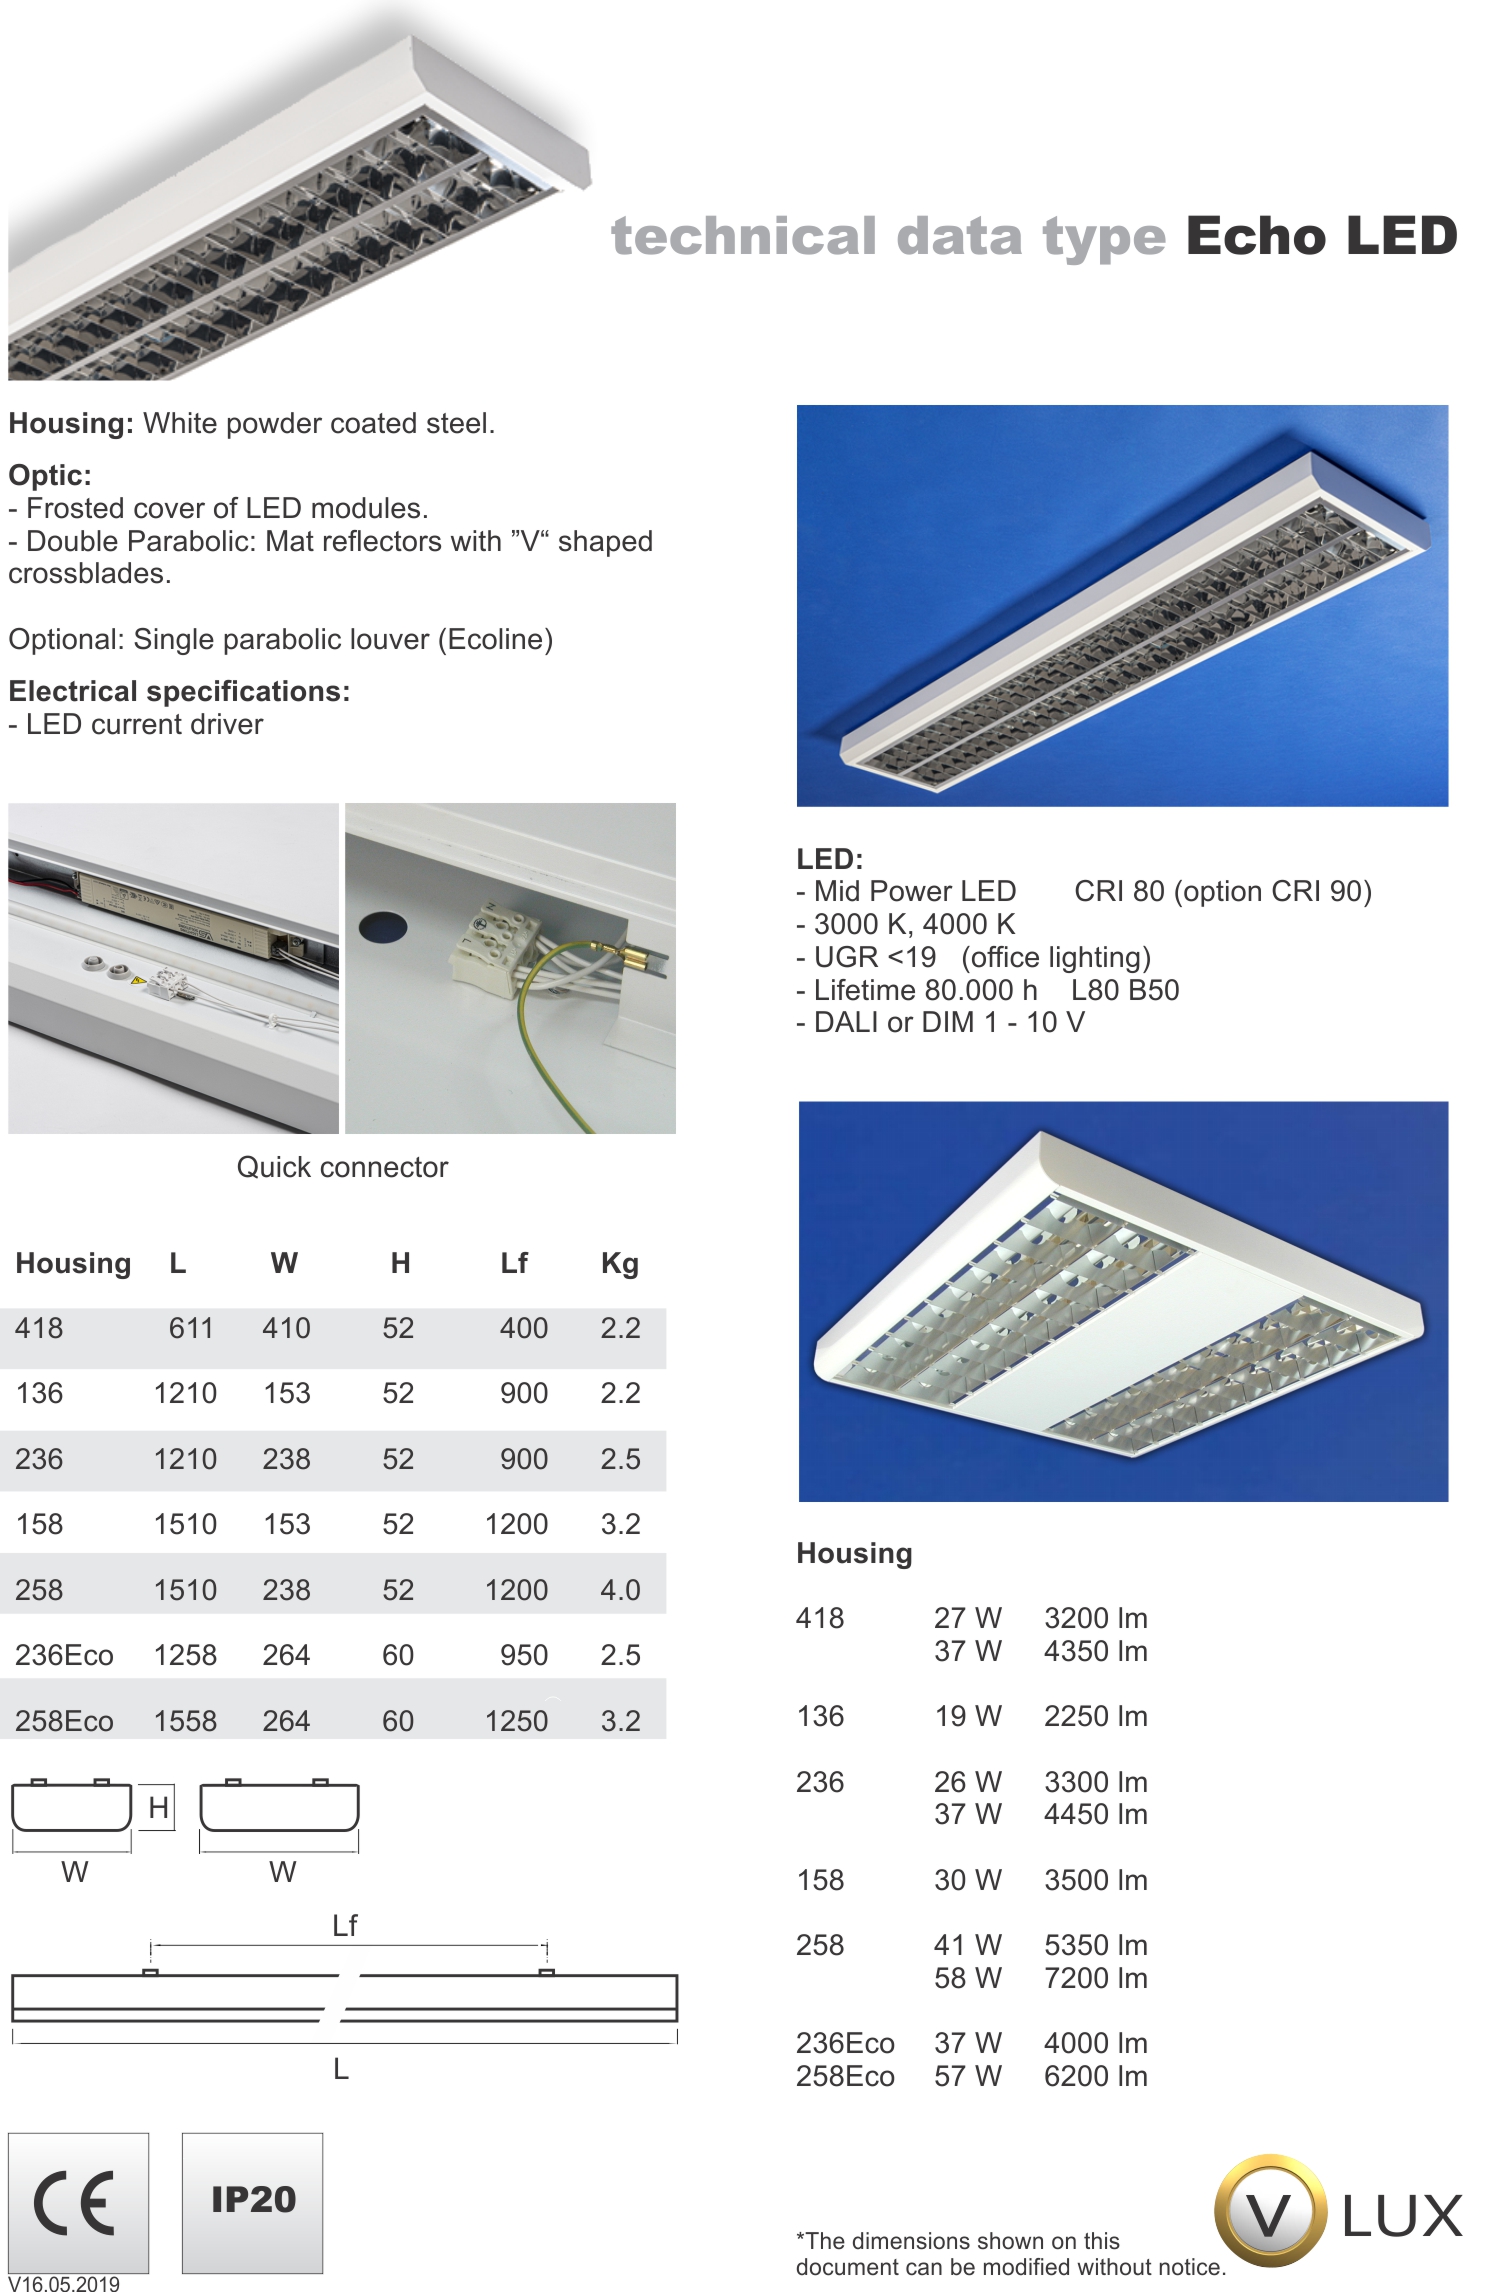 technical data type Echo LED
Housing: White powder coated steel.
Optic:
- Frosted cover of LED modules.
- Double Parabolic: Mat reflectors with ”V“ shaped
crossblades.
Optional: Single parabolic louver (Ecoline)
Electrical specifications:
- LED current driver
Quick connector
Housing L W H Lf Kg
418 611 410 52 400 2.2
136 1210 153 52 900 2.2
236 1210 238 52 900 2.5
158 1510 153 52 1200 3.2
258 1510 238 52 1200 4.0
236Eco 1258 264 60 950 2.5
258Eco 1558 264 60 1250 3.2
H
W W
Lf
L
CE IP20
V16.05.2019
LED:
- Mid Power LED CRI 80 (option CRI 90)
- 3000 K, 4000 K
- UGR <19 (office lighting)
- Lifetime 80.000 h L80 B50
- DALI or DIM 1 - 10 V
Housing
418 27 W 3200 lm
37 W 4350 lm
136 19 W 2250 lm
236 26 W 3300 lm
37 W 4450 lm
158 30 W 3500 lm
258 41 W 5350 lm
58 W 7200 lm
236Eco 37 W 4000 lm
258Eco 57 W 6200 lm
*The dimensions shown on this
document can be modified without notice.
V LUX